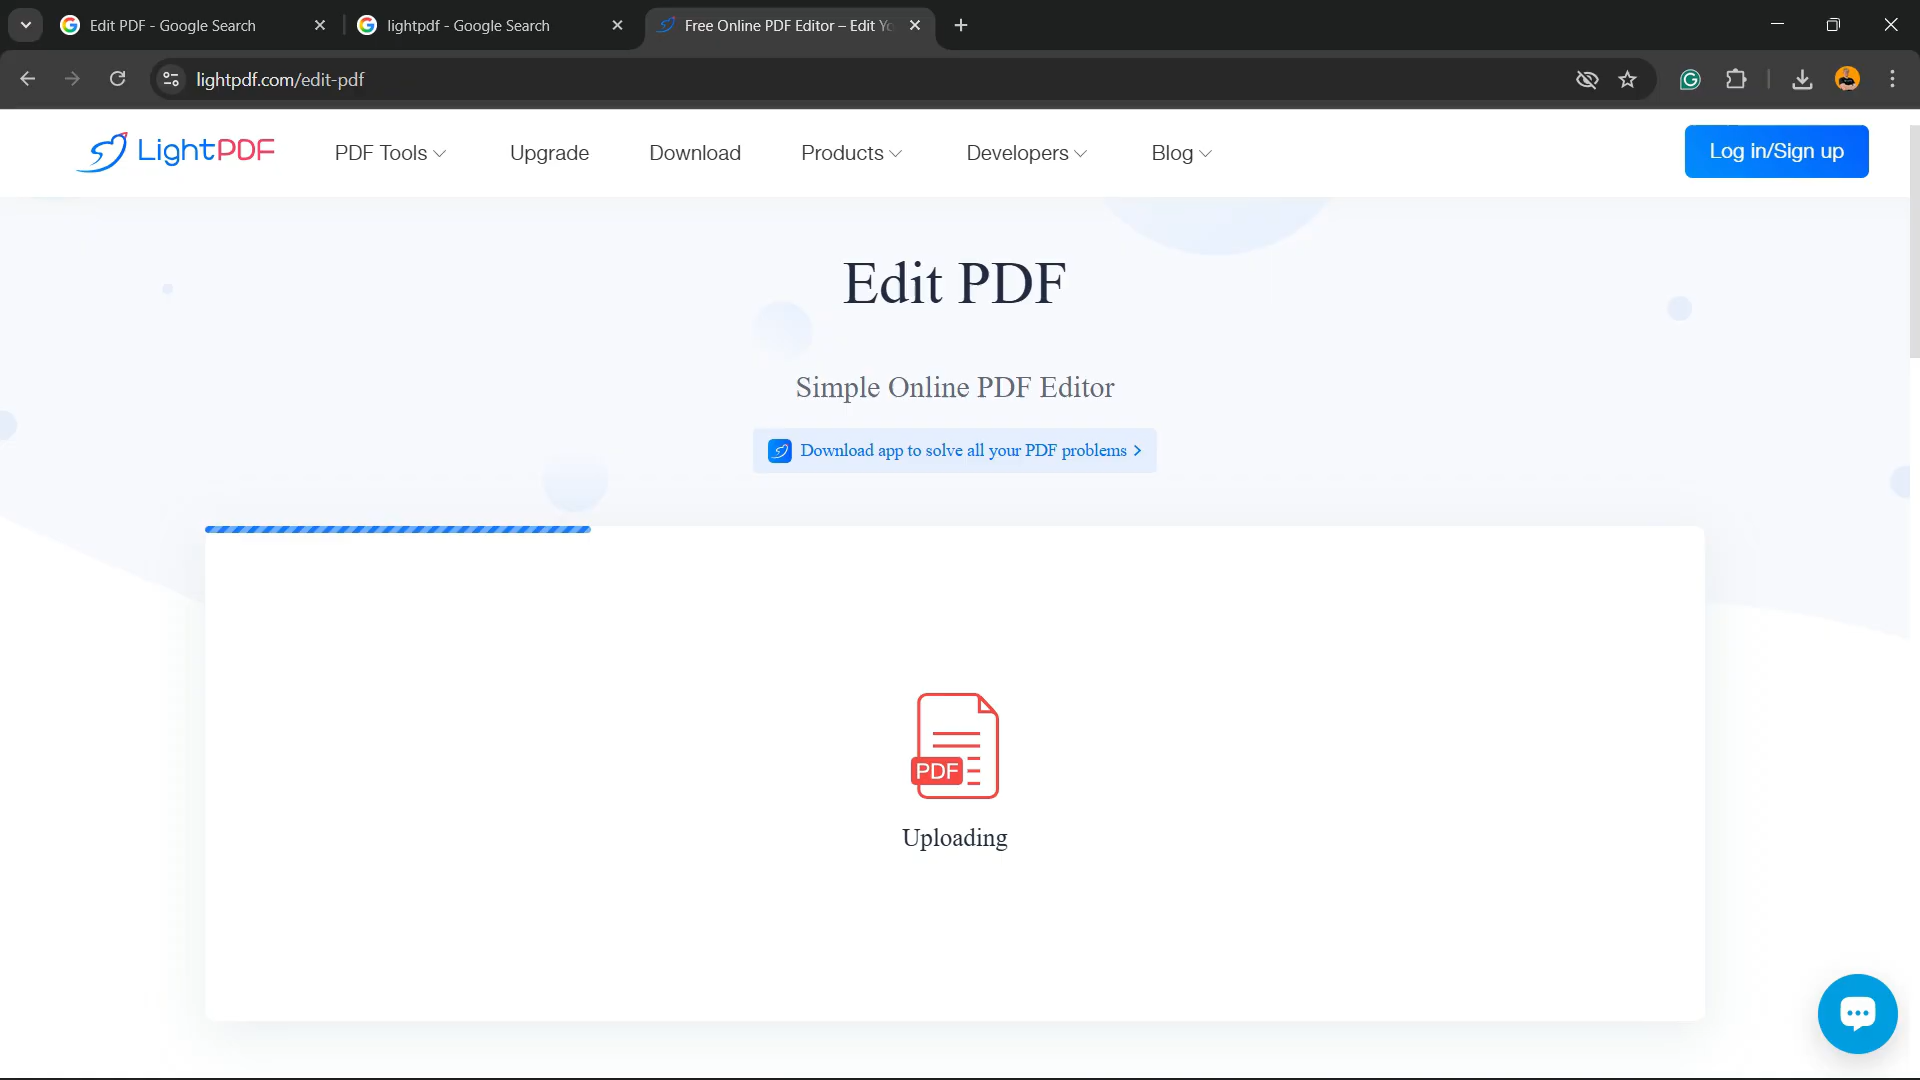 Edit PDF - Google Search
lightpdf - Google Search
Free Online PDF Editor – Edit Yo
lightpdf.com/edit-pdf
LightPDF
PDF Tools
Upgrade
Download
Products
Developers
Blog
Log in/Sign up
Edit PDF
Simple Online PDF Editor
Download app to solve all your PDF problems >
PDF
Uploading